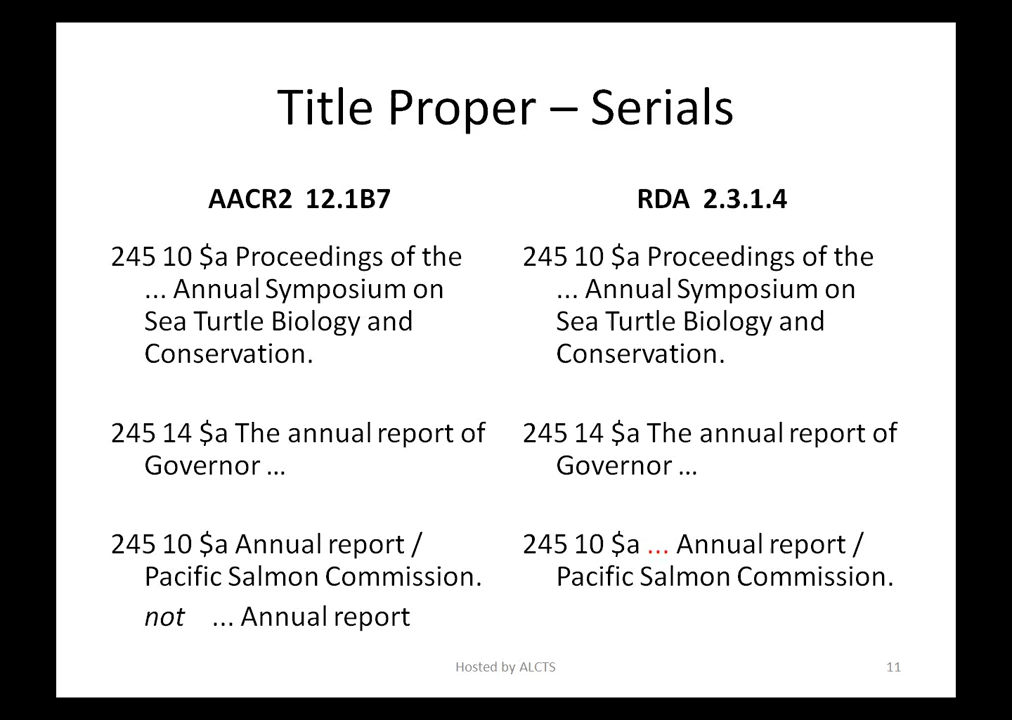 Title Proper – Serials
AACR2 12.1B7
245 10 $a Proceedings of the
... Annual Symposium on
Sea Turtle Biology and
Conservation.
245 14 $a The annual report of
Governor ...
245 10 $a Annual report /
Pacific Salmon Commission.
not ... Annual report
RDA 2.3.1.4
245 10 $a Proceedings of the
... Annual Symposium on
Sea Turtle Biology and
Conservation.
245 14 $a The annual report of
Governor ...
245 10 $a ... Annual report /
Pacific Salmon Commission.
Hosted by ALCTS
11